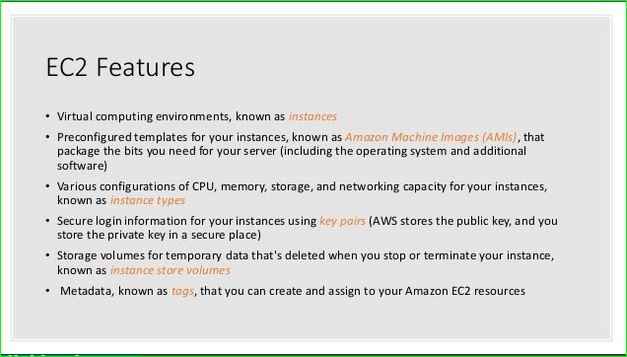 EC2 Features
• Virtual computing environments, known as instances
• Preconfigured templates for your instances, known as Amazon Machine Images (AMIs), that
package the bits you need for your server (including the operating system and additional
software)
• Various configurations of CPU, memory, storage, and networking capacity for your instances,
known as instance types
• Secure login information for your instances using key pairs (AWS stores the public key, and you
store the private key in a secure place)
• Storage volumes for temporary data that's deleted when you stop or terminate your instance,
known as instance store volumes
• Metadata, known as tags, that you can create and assign to your Amazon EC2 resources